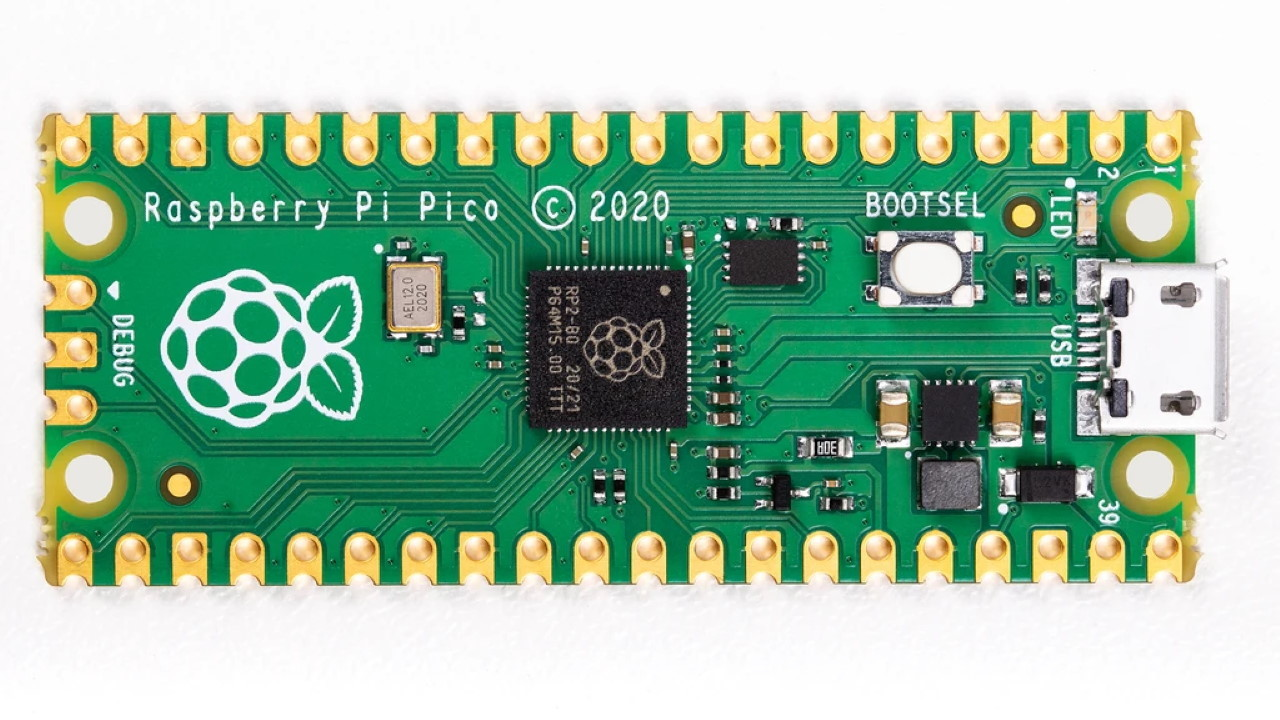 1
2
Raspberry Pi Pico © 2020
BOOTSEL
LED
AEL12.0
2020
RP2-B0 20/21
P64M15.00 TTT
DEBUG
USB
30A
39